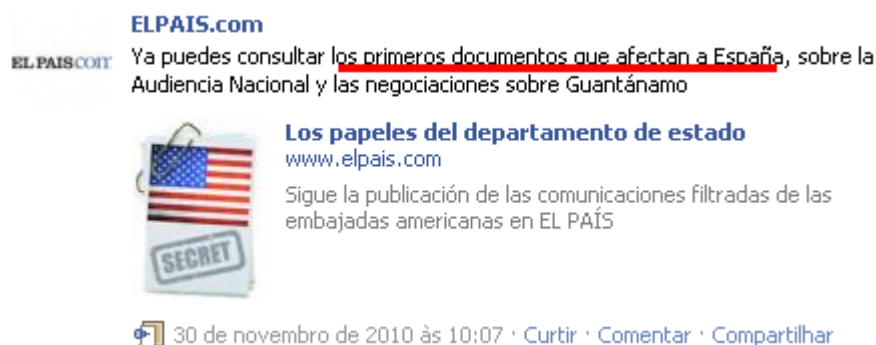 ELPAIS.com
EL PAIS COM
Ya puedes consultar los primeros documentos que afectan a España, sobre la
Audiencia Nacional y las negociaciones sobre Guantánamo
Los papeles del departamento de estado
www.elpais.com
Sigue la publicación de las comunicaciones filtradas de las
embajadas americanas en EL PAÍS
SECRET
30 de novembro de 2010 às 10:07 · Curtir · Comentar · Compartilhar